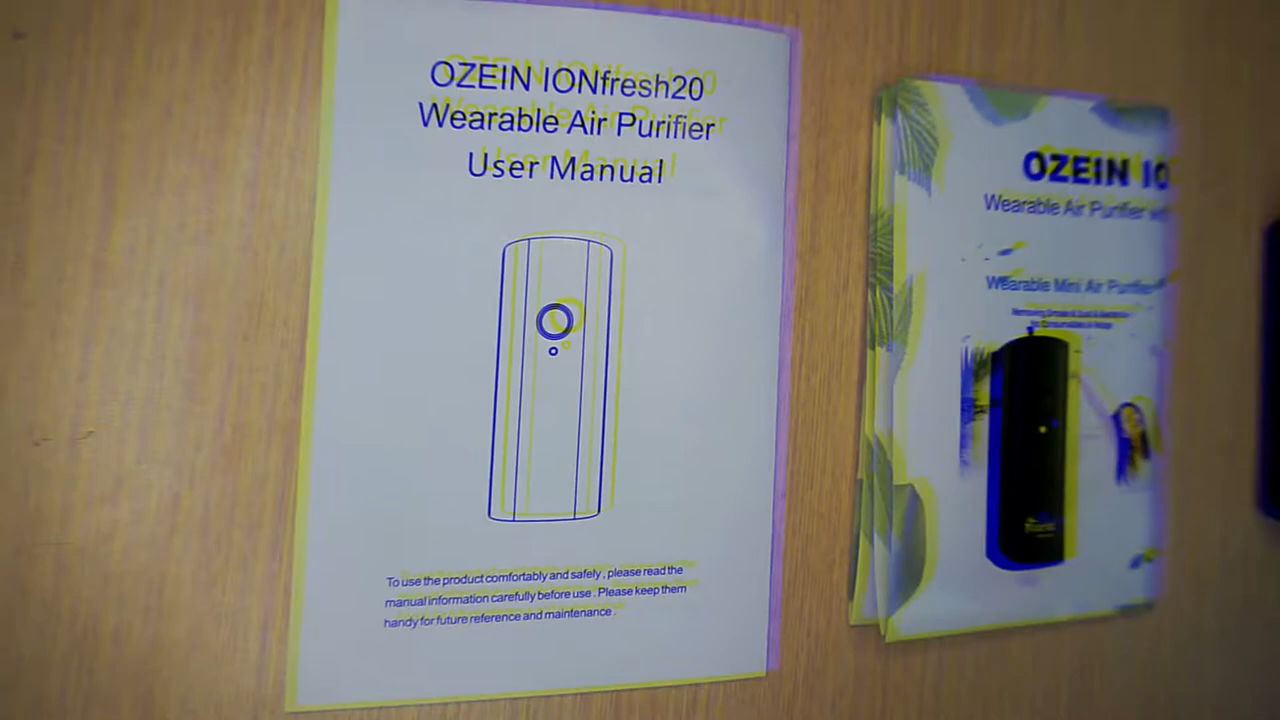 OZEIN IONfresh20
Wearable Air Purifier
User Manual
To use the product comfortably and safely , please read the
manual information carefully before use . Please keep them
handy for future reference and maintenance .
OZEIN IO
Wearable Air Purifier
Wearable Mini Air Purifier